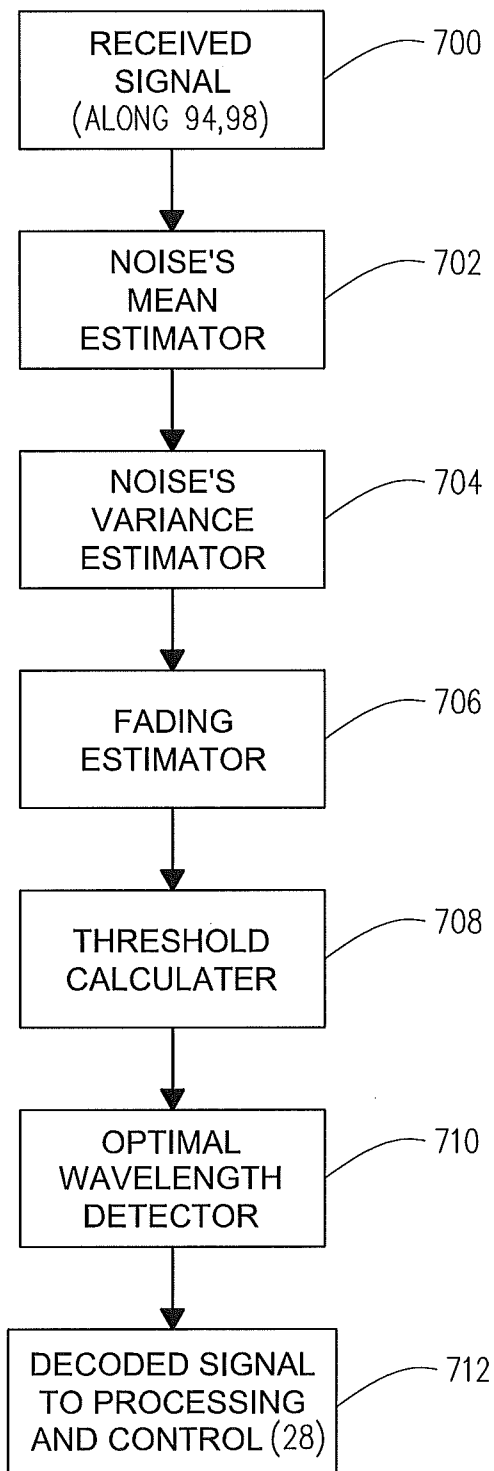 RECEIVED
SIGNAL
(ALONG 94,98)
700
NOISE'S
MEAN
ESTIMATOR
702
NOISE'S
VARIANCE
ESTIMATOR
704
FADING
ESTIMATOR
706
THRESHOLD
CALCULATER
708
OPTIMAL
WAVELENGTH
DETECTOR
710
DECODED SIGNAL
TO PROCESSING
AND CONTROL (28)
712